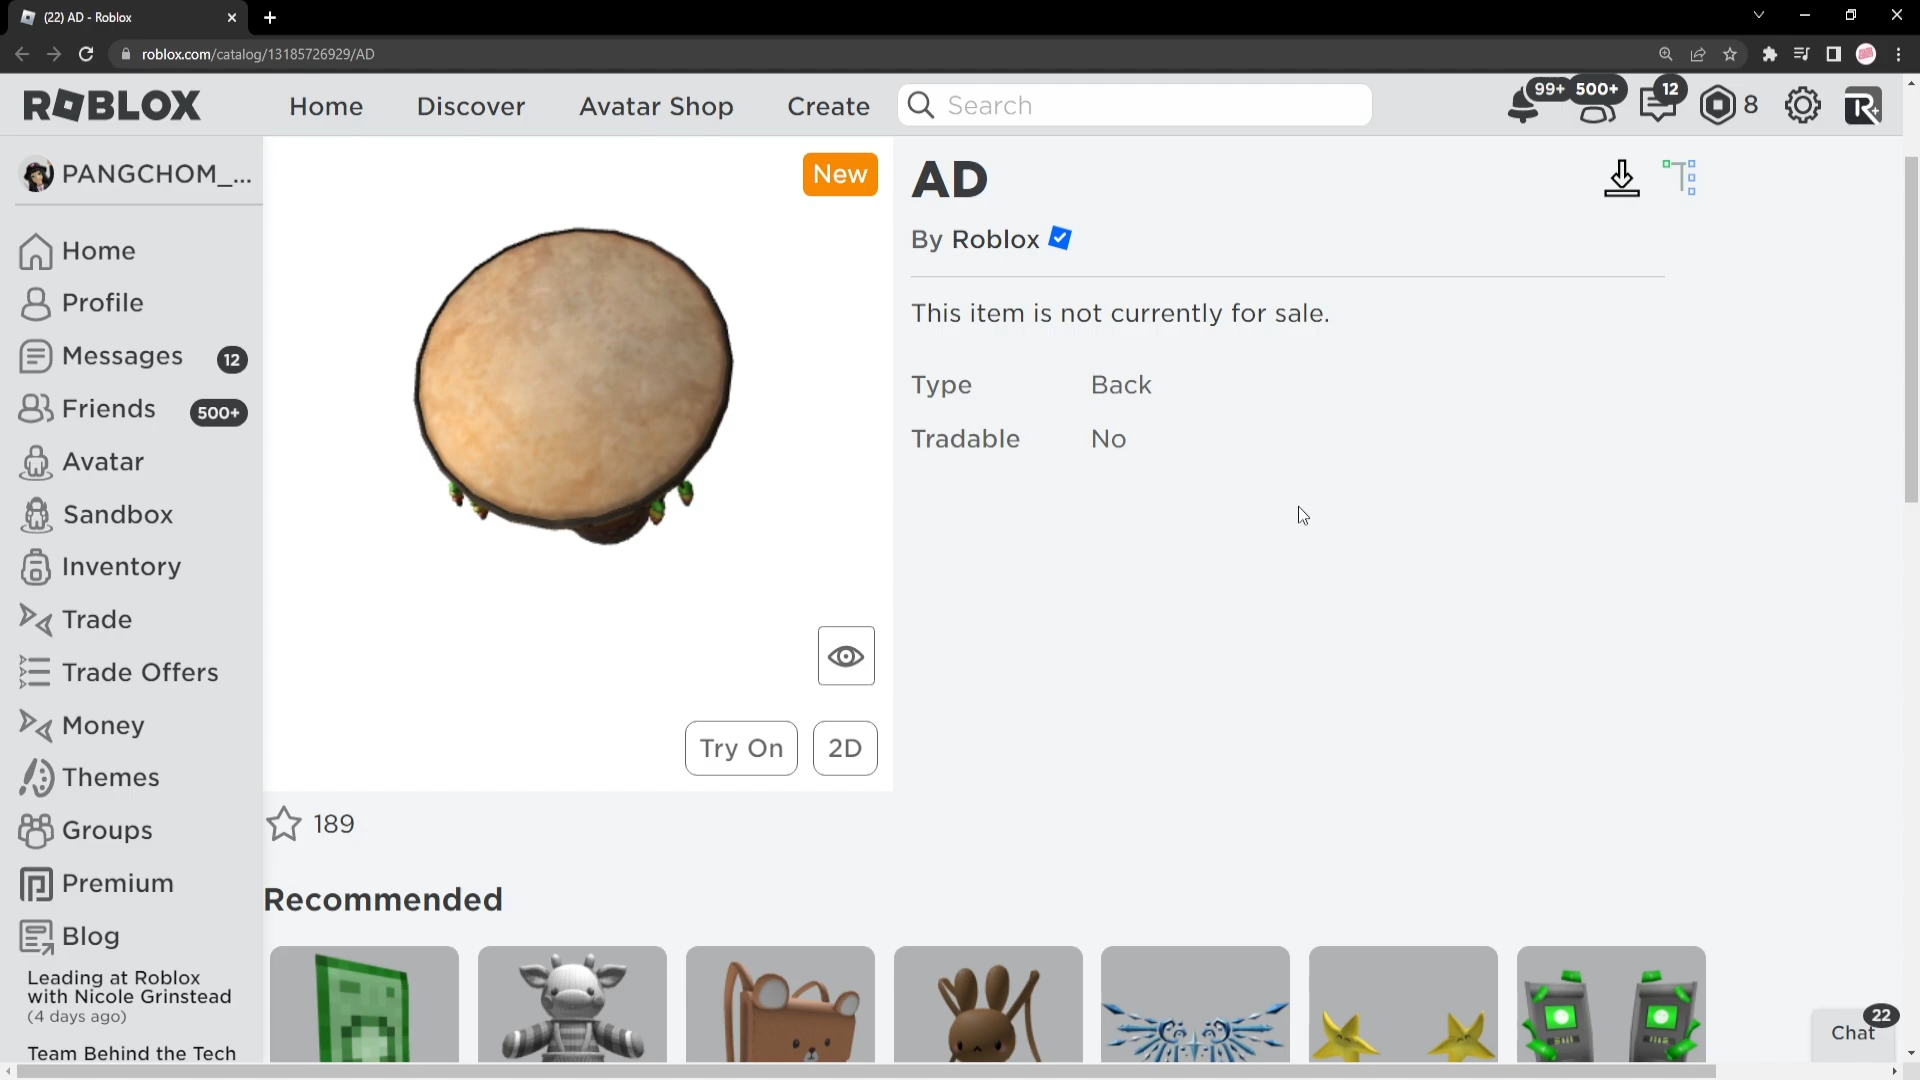 (22) AD - Roblox
roblox.com/catalog/13185726929/AD
ROBLOX
Home
Discover
Avatar Shop
Create
Search
99+
500+
12
8
PANGCHOM_...
Home
Profile
Messages
12
Friends
500+
Avatar
Sandbox
Inventory
Trade
Trade Offers
Money
Themes
Groups
Premium
Blog
Leading at Roblox
with Nicole Grinstead
(4 days ago)
Team Behind the Tech
New
Try On
2D
189
AD
By Roblox
This item is not currently for sale.
Type Back
Tradable No
Recommended
Chat
22